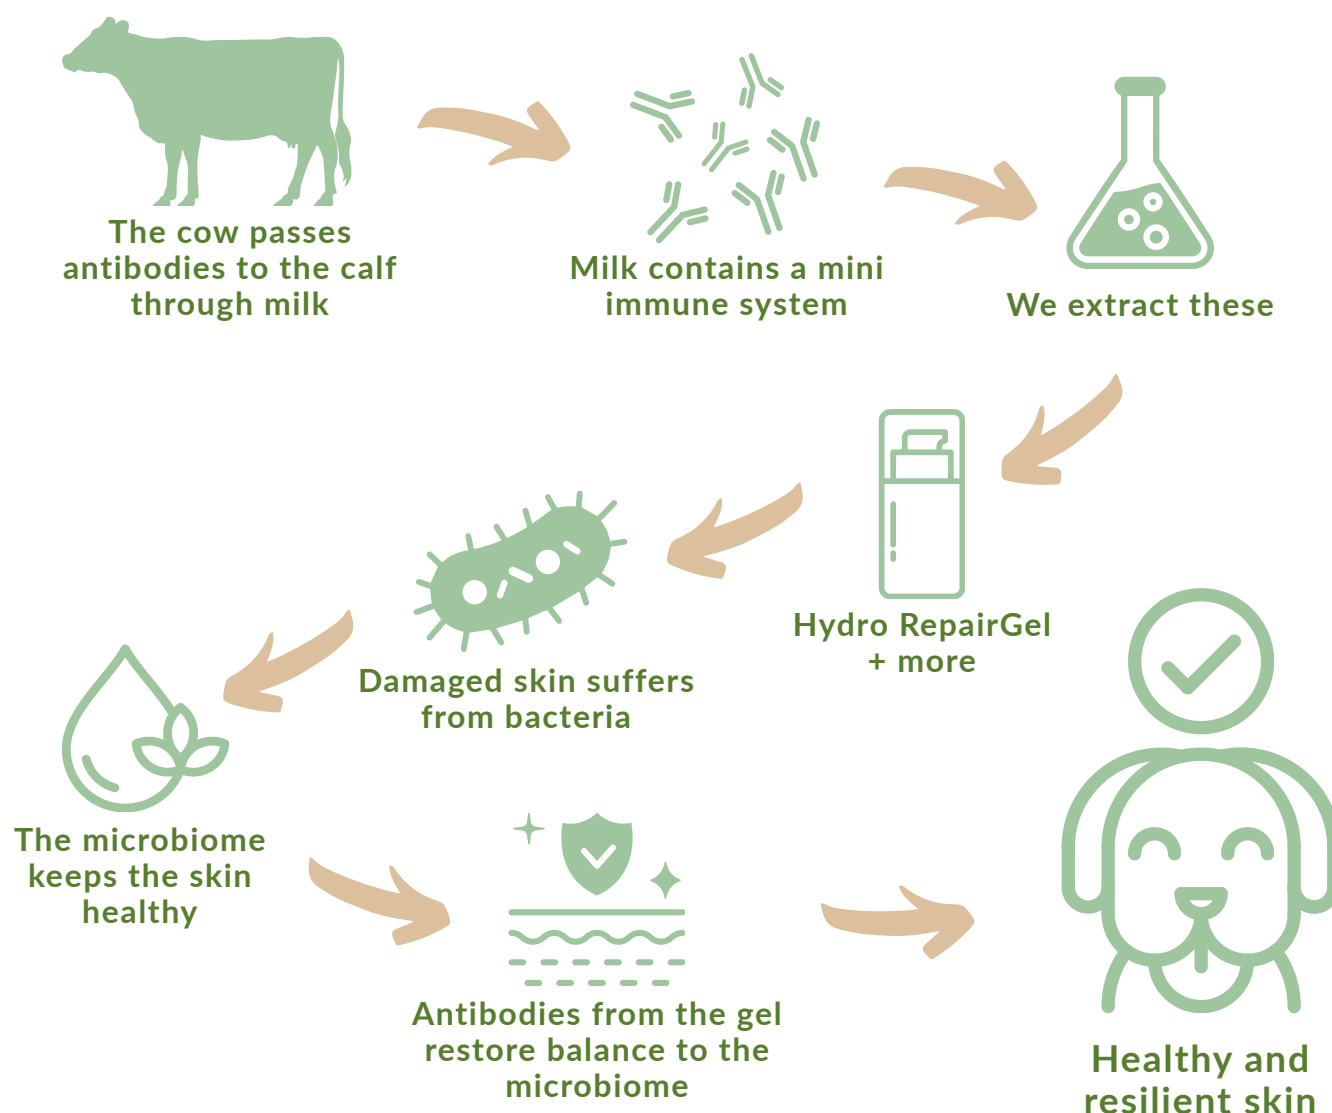 The cow passes
antibodies to the calf
through milk
Milk contains a mini
immune system
We extract these
Hydro RepairGel
+ more
Damaged skin suffers
from bacteria
The microbiome
keeps the skin
healthy
Antibodies from the gel
restore balance to the
microbiome
Healthy and
resilient skin